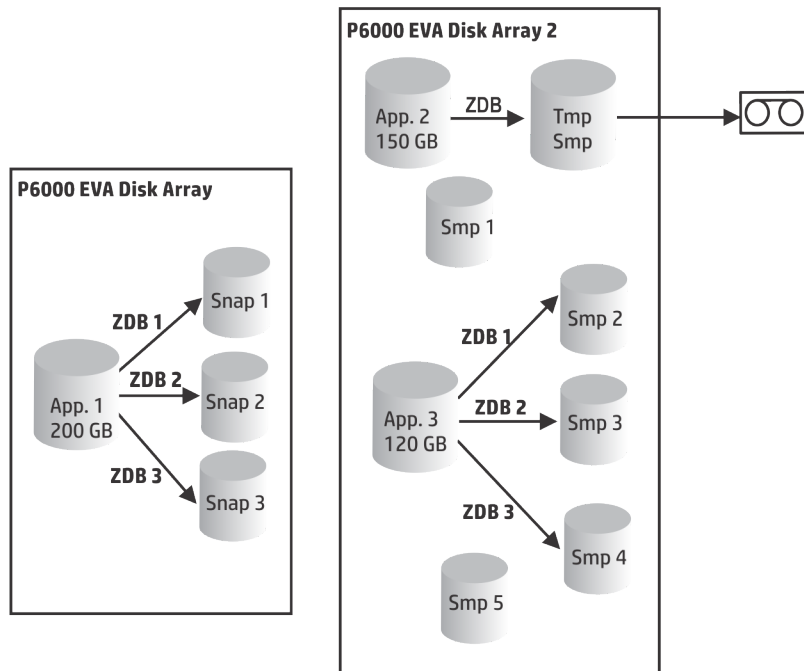 P6000 EVA Disk Array 2
App. 2
150 GB
ZDB
Tmp
Smp
Smp 1
P6000 EVA Disk Array
Snap 1
ZDB 1
App. 1
200 GB
ZDB 2
Snap 2
ZDB 3
Snap 3
Smp 2
ZDB 1
App. 3
120 GB
ZDB 2
Smp 3
ZDB 3
Smp 4
Smp 5